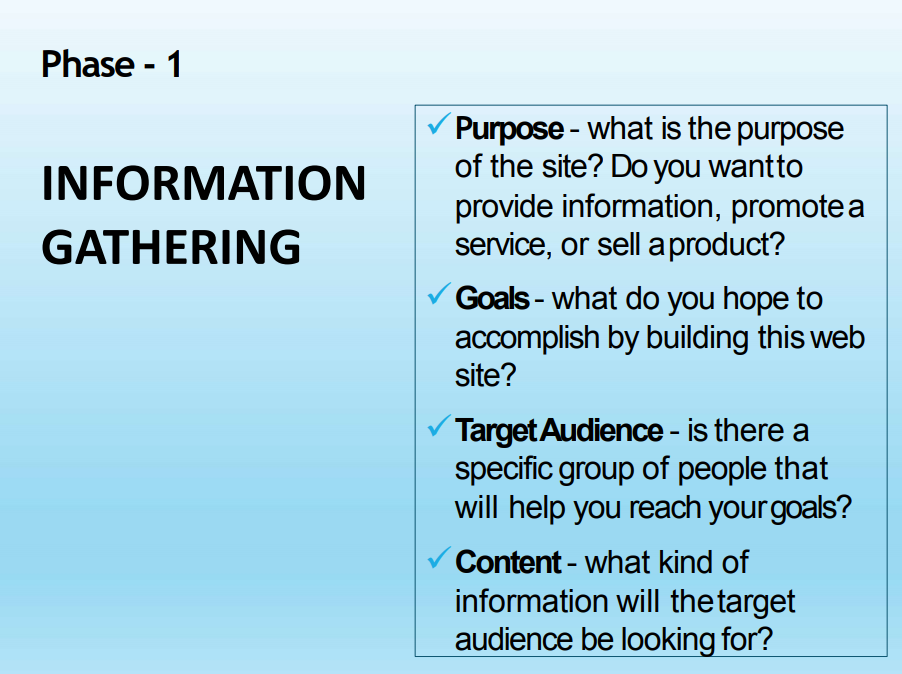 Phase - 1
INFORMATION
GATHERING
✓ Purpose - what is the purpose
of the site? Do you want to
provide information, promote a
service, or sell a product?
✓ Goals - what do you hope to
accomplish by building this web
site?
✓ Target Audience - is there a
specific group of people that
will help you reach your goals?
✓ Content - what kind of
information will the target
audience be looking for?